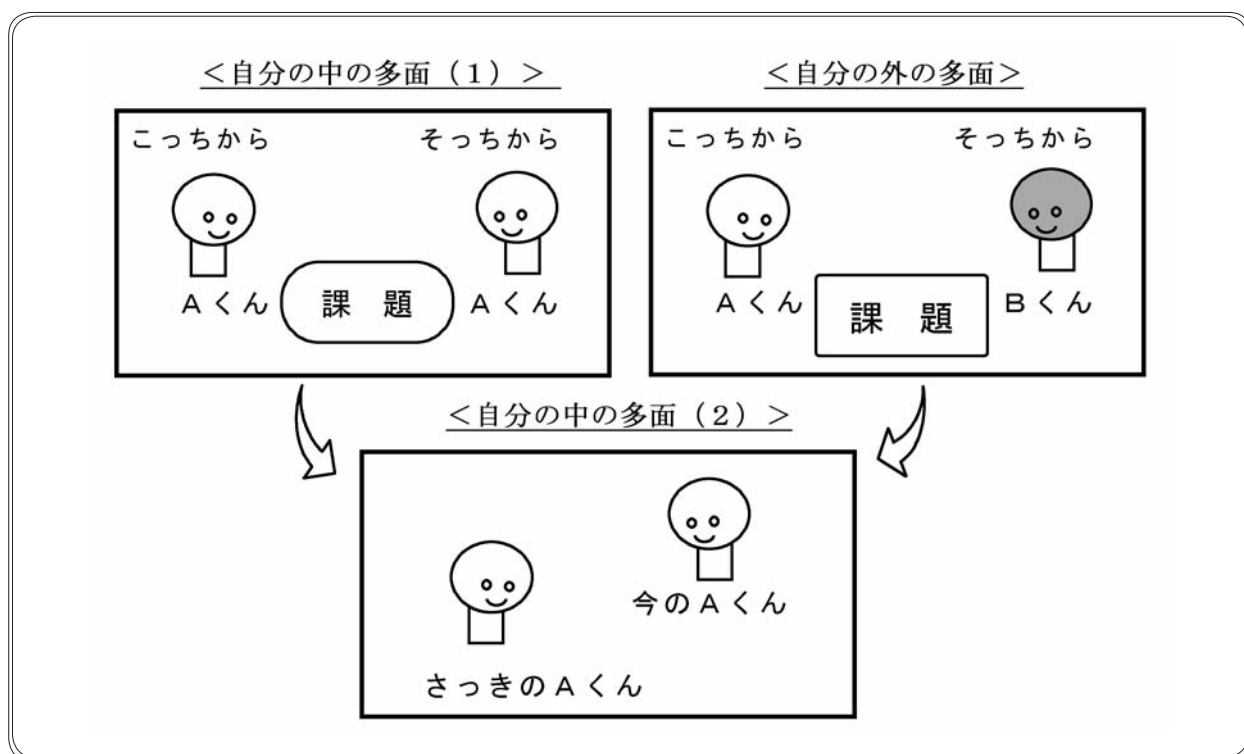 ＜自分の中の多面（１）＞
こっちから
そっちから
Ａくん
課　題
Ａくん
＜自分の外の多面＞
こっちから
そっちから
Ａくん
課　題
Ｂくん
＜自分の中の多面（２）＞
今のＡくん
さっきのＡくん